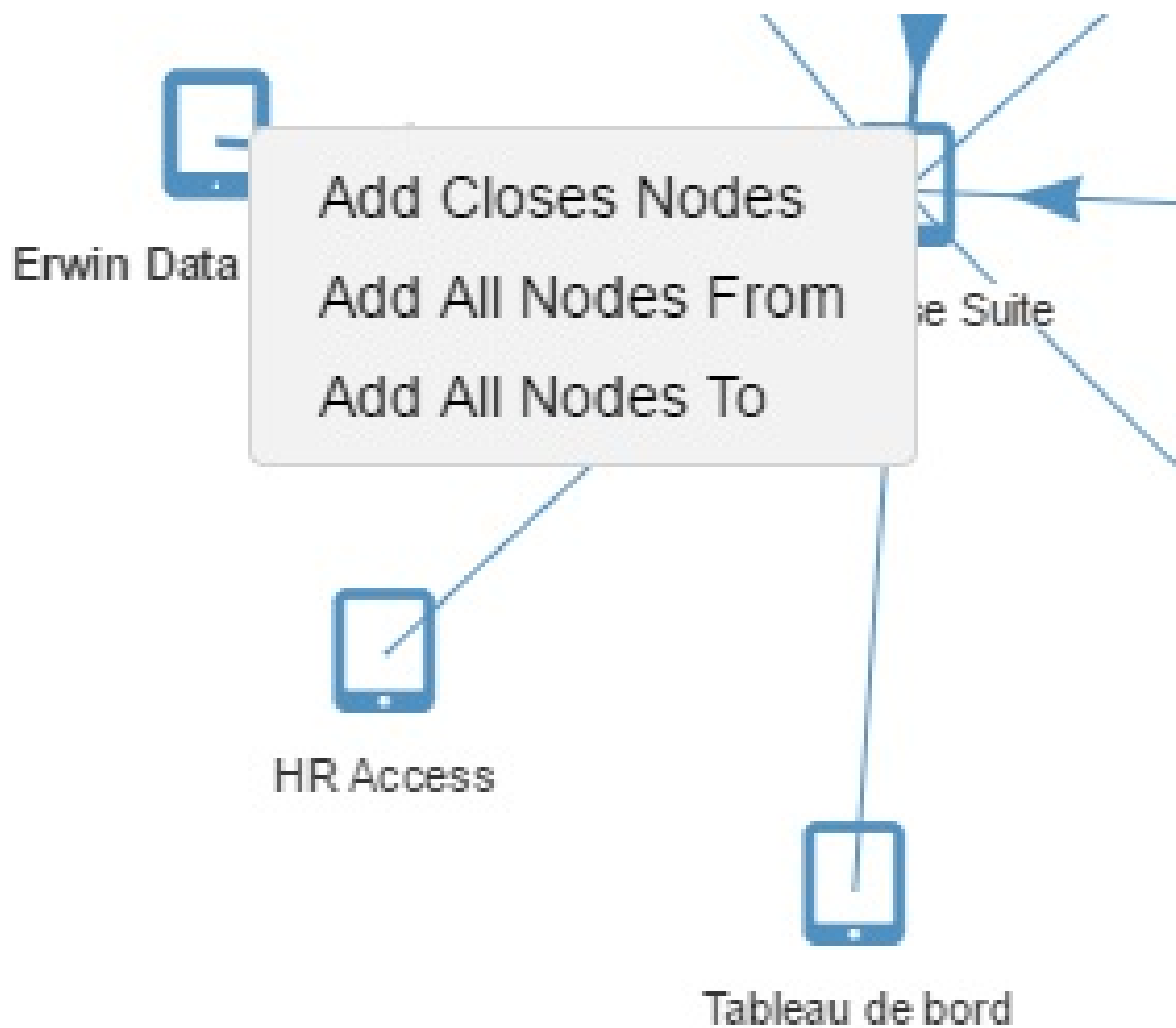 Add Closes Nodes
Erwin Data
Add All Nodes From
Suite
Add All Nodes To
HR Access
Tableau de bord